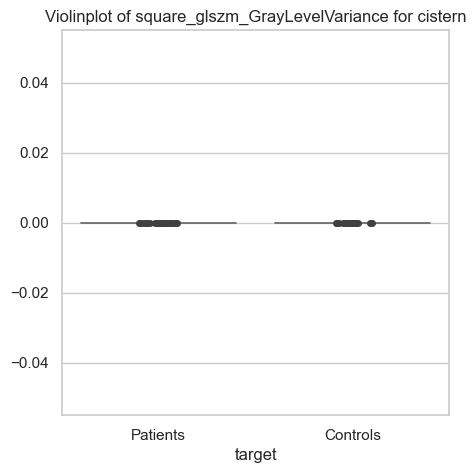 Violinplot of square_glszm_GrayLevelVariance for cistern
0.04
0.02
0.00
−0.02
−0.04
Patients
Controls
target